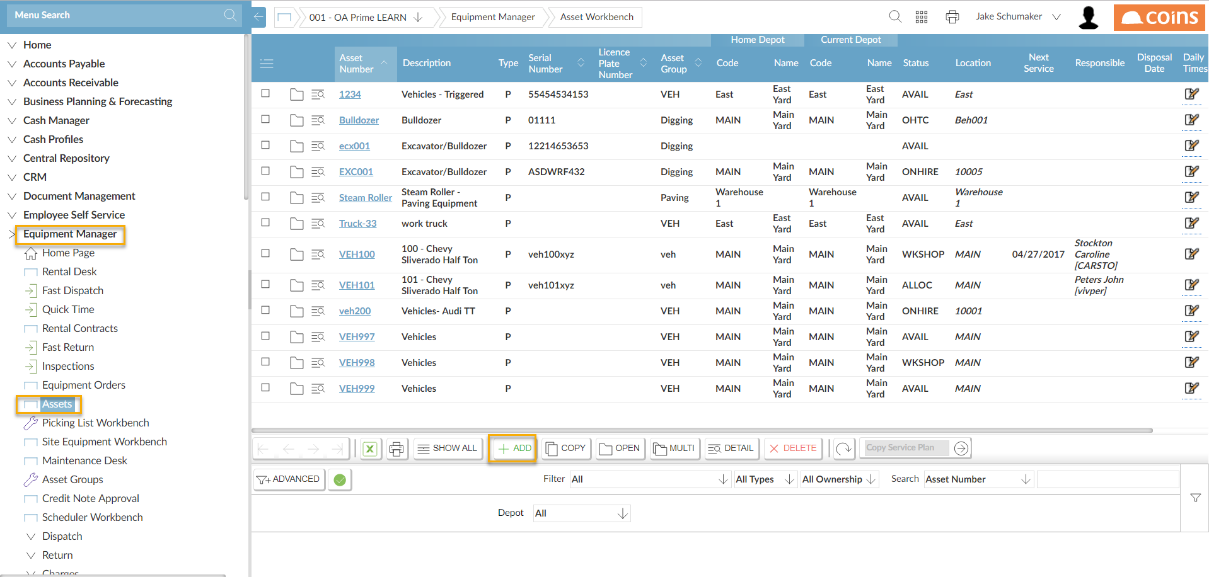 Menu Search
001 - OA Prime LEARN
Equipment Manager
Asset Workbench
Jake Schumaker
coins
Home
Accounts Payable
Accounts Receivable
Business Planning & Forecasting
Cash Manager
Cash Profiles
Central Repository
CRM
Document Management
Employee Self Service
Equipment Manager
Home Page
Rental Desk
Fast Dispatch
Quick Time
Rental Contracts
Fast Return
Inspections
Equipment Orders
Assets
Picking List Workbench
Site Equipment Workbench
Maintenance Desk
Asset Groups
Credit Note Approval
Scheduler Workbench
Dispatch
Return
Charges
Home Depot Current Depot
Asset Number Description Type Serial Number Licence Plate Number Asset Group Code Name Code Name Status Location Next Service Responsible Disposal Date Daily Times
1234 Vehicles - Triggered P 55454534153 VEH East East Yard East East Yard AVAIL East
Bulldozer Bulldozer P 01111 Digging MAIN Main Yard MAIN Main Yard OHTC Beh001
ecx001 Excavator/Bulldozer P 12214653653 Digging AVAIL
EXC001 Excavator/Bulldozer P ASDWRF432 Digging MAIN Main Yard MAIN Main Yard ONHIRE 10005
Steam Roller Steam Roller - Paving Equipment P Paving Warehouse 1 Warehouse 1 AVAIL Warehouse 1
Truck-33 work truck P VEH East East Yard East East Yard AVAIL East
VEH100 100 - Chevy Sliverado Half Ton P veh100xyz veh MAIN Main Yard MAIN Main Yard WKSHOP MAIN 04/27/2017 Stockton Caroline [CARSTO]
VEH101 101 - Chevy Sliverado Half Ton P veh101xyz veh MAIN Main Yard MAIN Main Yard ALLOC MAIN Peters John [vivper]
veh200 Vehicles- Audi TT P VEH MAIN Main Yard MAIN Main Yard ONHIRE 10001
VEH997 Vehicles P VEH MAIN Main Yard MAIN Main Yard AVAIL MAIN
VEH998 Vehicles P VEH MAIN Main Yard MAIN Main Yard WKSHOP MAIN
VEH999 Vehicles P VEH MAIN Main Yard MAIN Main Yard AVAIL MAIN
SHOW ALL ADD COPY OPEN MULTI DETAIL DELETE Copy Service Plan
ADVANCED Filter All All Types All Ownership Search Asset Number
Depot All